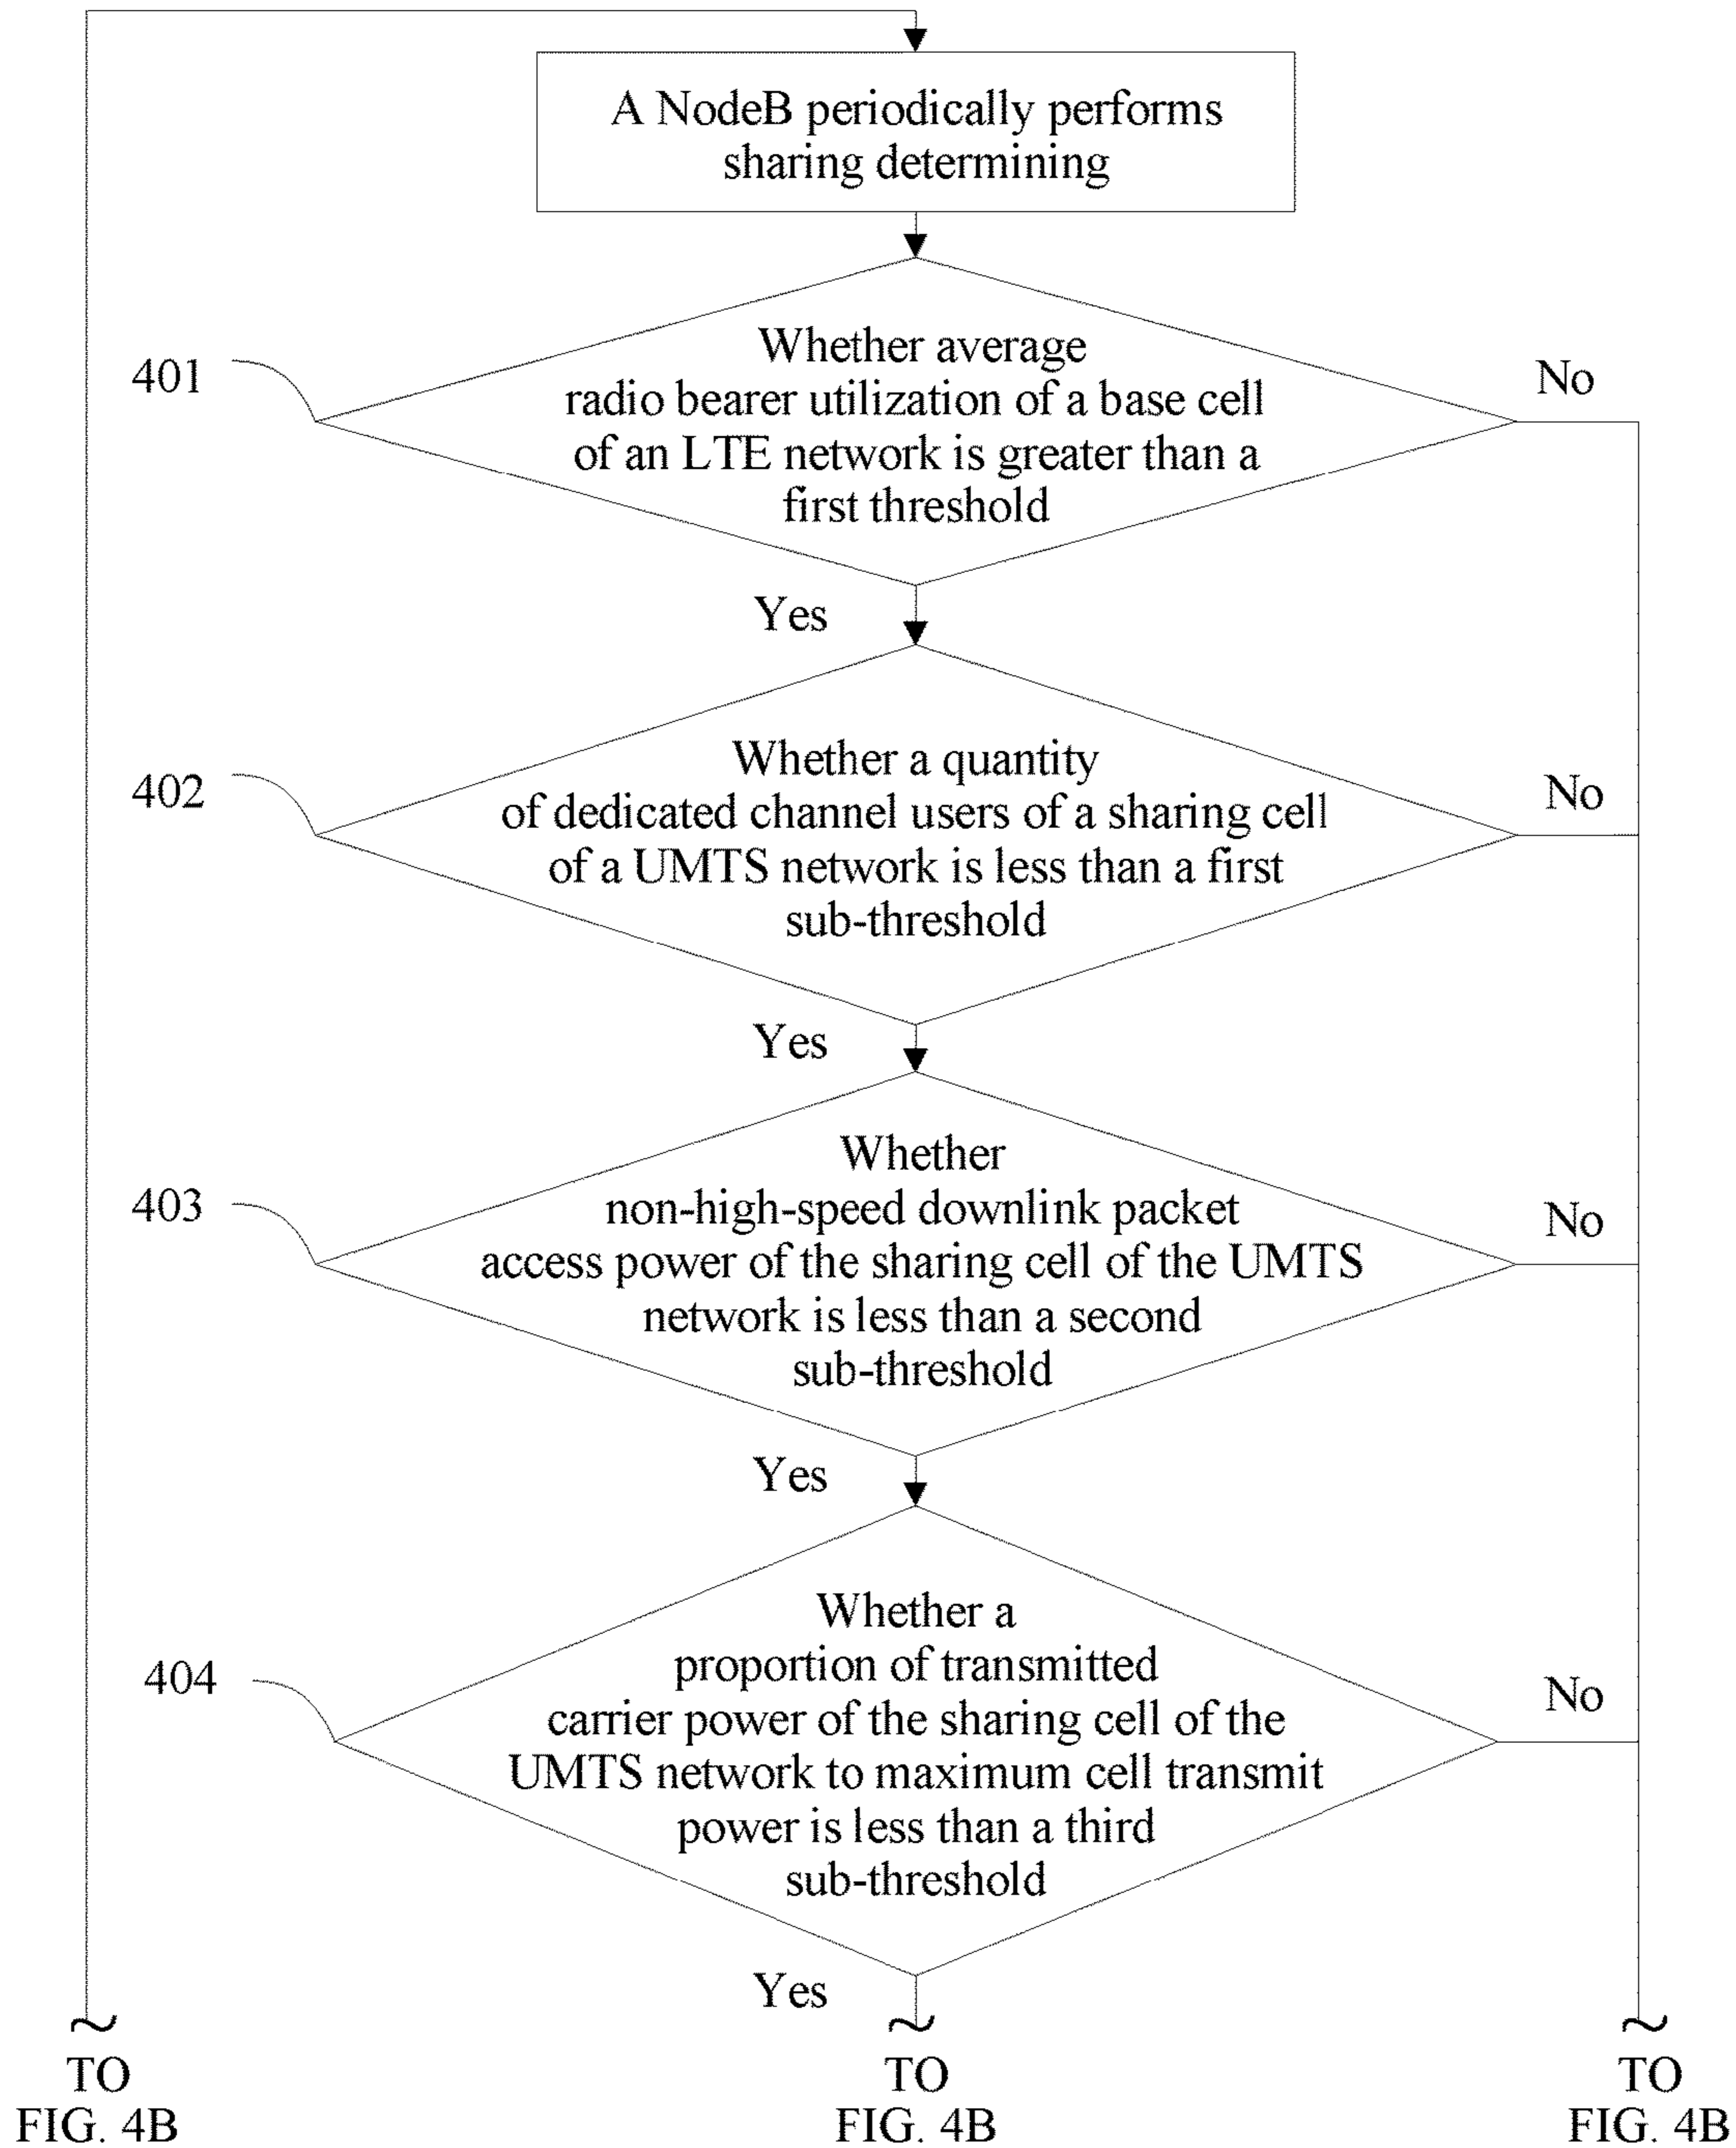 A NodeB periodically performs
sharing determining
Whether average
radio bearer utilization of a base cell
of an LTE network is greater than a
first threshold
401
No
Yes
Whether a quantity
of dedicated channel users of a sharing cell
of a UMTS network is less than a first
sub-threshold
402
No
Yes
Whether
non-high-speed downlink packet
access power of the sharing cell of the UMTS
network is less than a second
sub-threshold
403
No
Yes
Whether a
proportion of transmitted
carrier power of the sharing cell of the
UMTS network to maximum cell transmit
power is less than a third
sub-threshold
404
No
Yes
TO
FIG. 4B
TO
FIG. 4B
TO
FIG. 4B